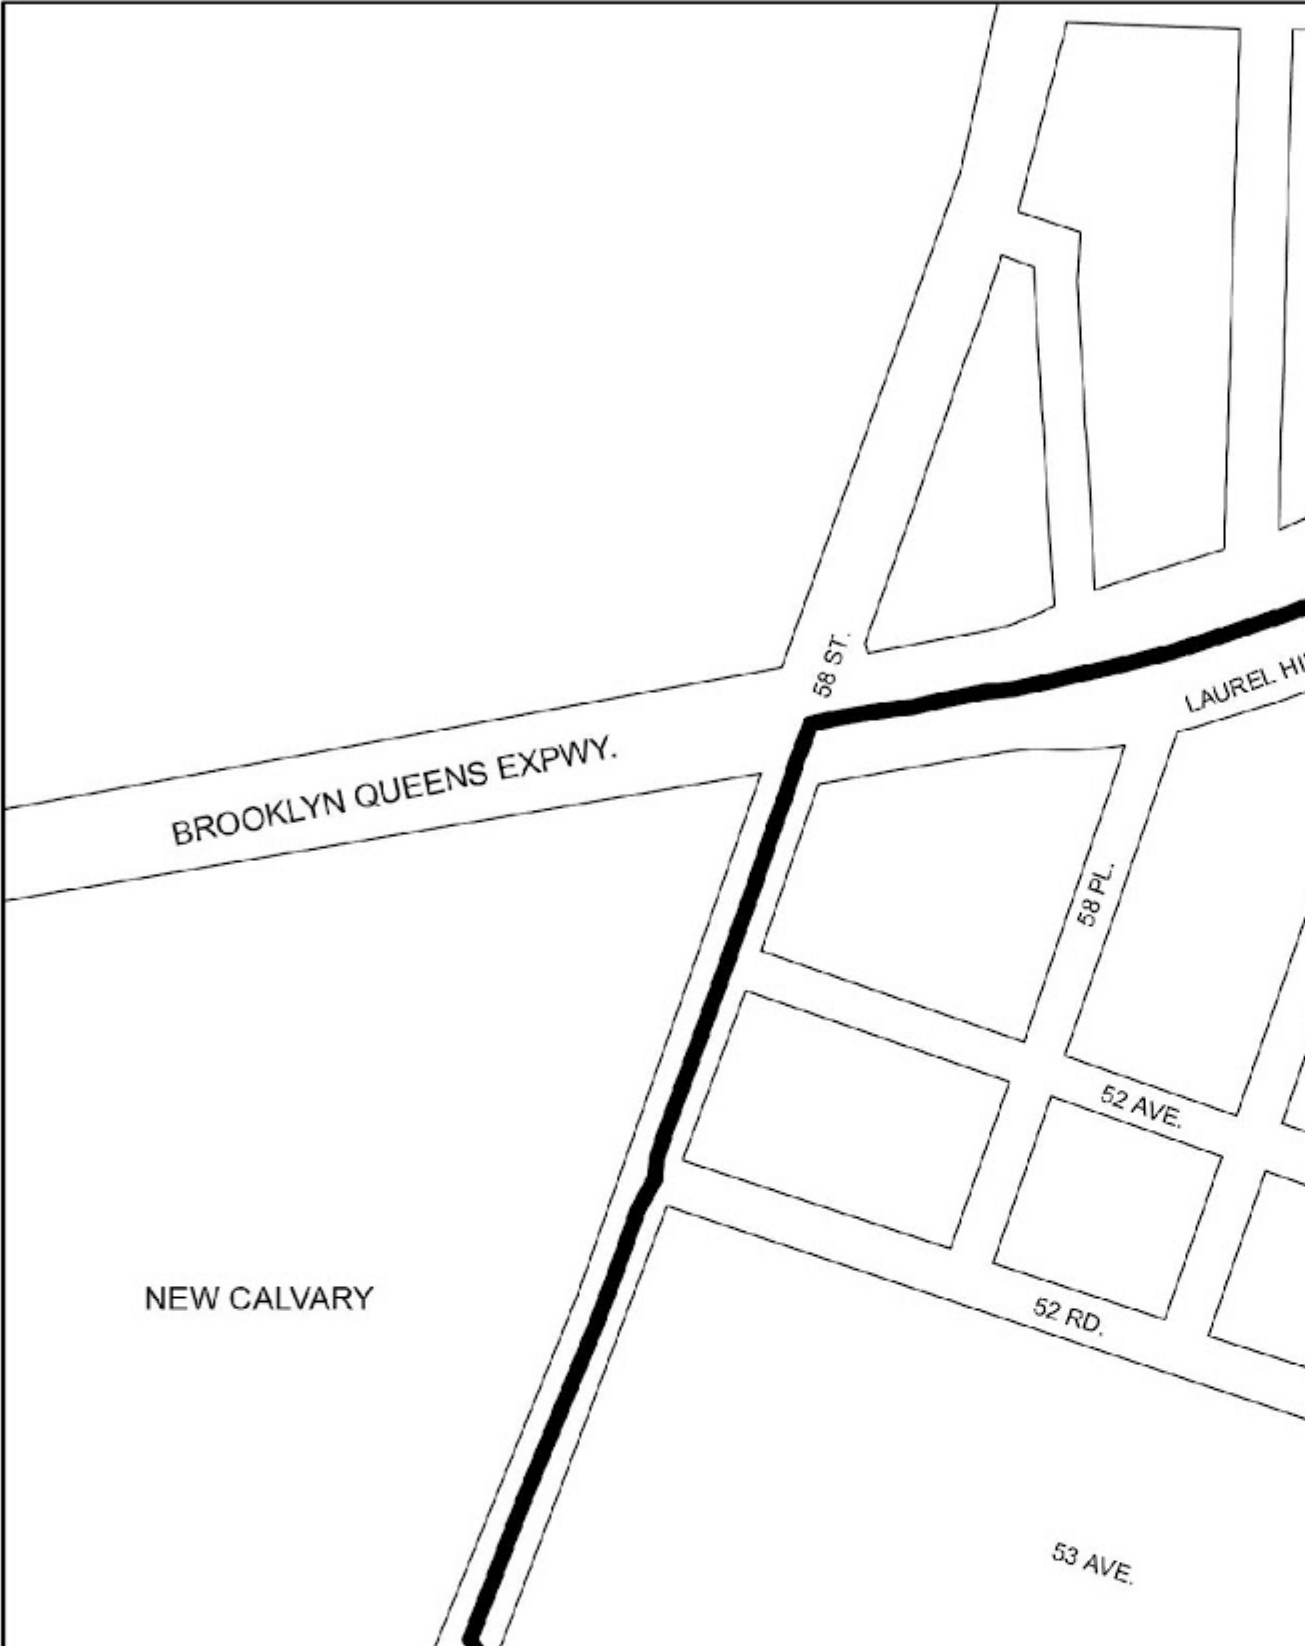 58 ST.
LAUREL HI
BROOKLYN QUEENS EXPWY.
58 PL.
52 AVE.
NEW CALVARY
52 RD.
53 AVE.